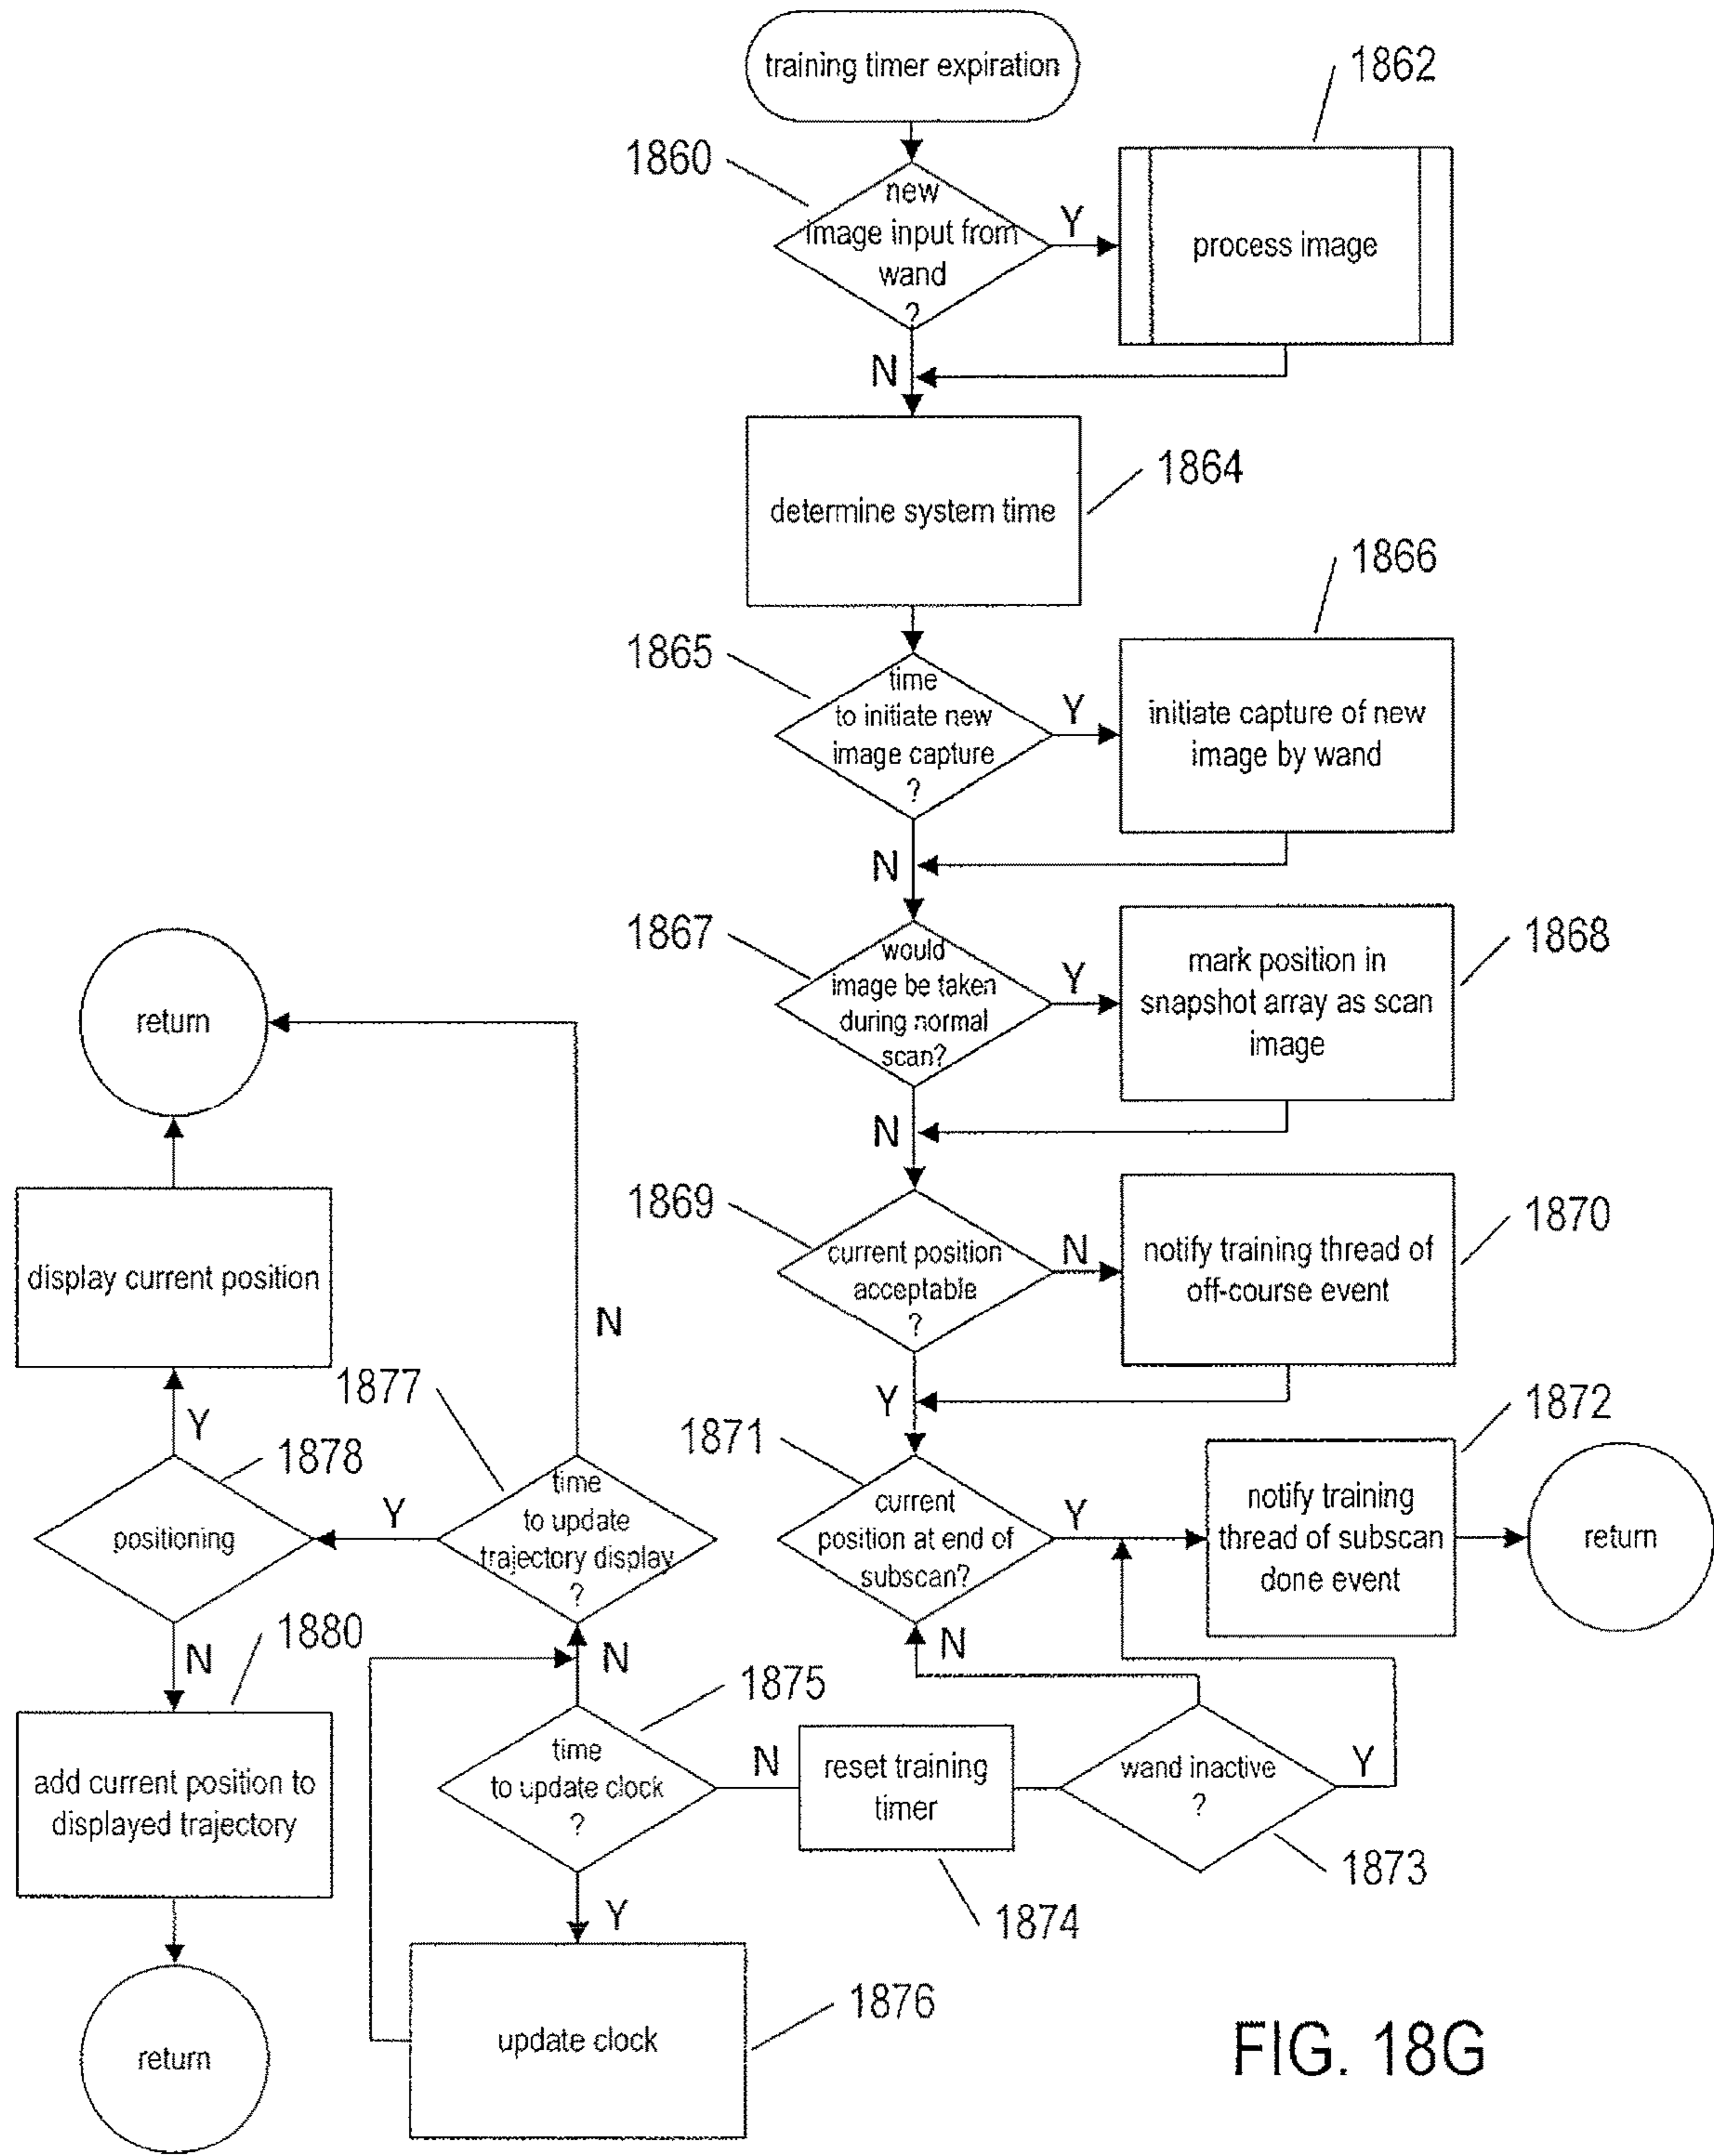 training timer expiration
1862
1860
new
image input from
wand
?
Y
process image
N
determine system time
1864
1866
1865
time
to initiate new
image capture
?
Y
initiate capture of new
image by wand
N
1867
would
image be taken
during normal
scan?
Y
mark position in
snapshot array as scan
image
1868
return
N
1869
current position
acceptable
?
N
notify training thread of
off-course event
1870
display current position
N
Y
1877
1871
1872
Y
1878
positioning
Y
time
to update
trajectory display
?
current
position at end of
subscan?
Y
notify training
thread of subscan
done event
return
N
1880
N
N
1875
add current position to
displayed trajectory
time
to update clock
?
N
reset training
timer
wand inactive
?
Y
1873
1874
Y
return
update clock
1876
FIG. 18G